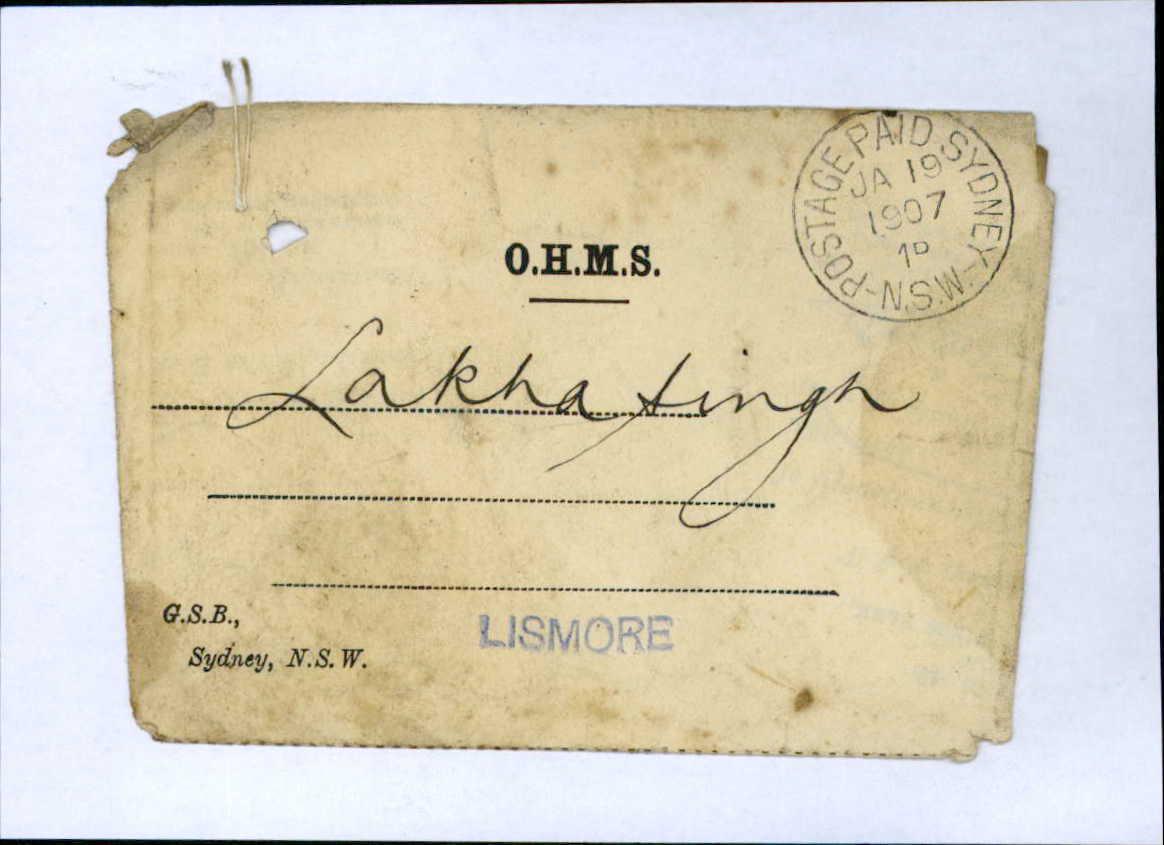 POSTAGE PAID SYDNEY - N.S.W. -
JA 19
1907
1D
O.H.M.S.
Lakha Singh
G.S.B.,
Sydney, N.S.W.
LISMORE